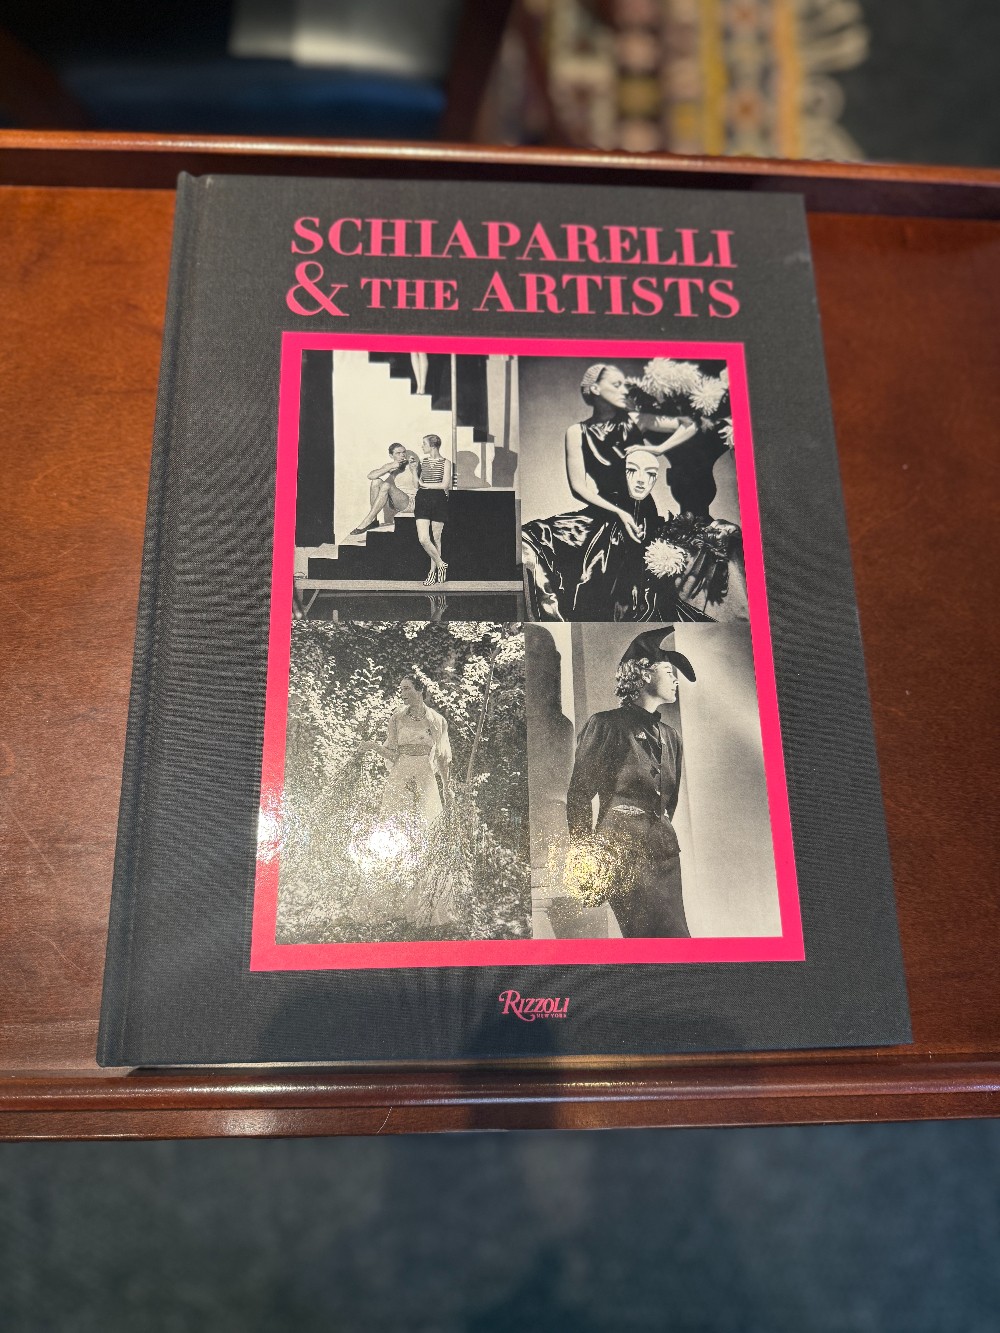 SCHIAPARELLI
& THE ARTISTS
RIZZOLI
NEW YORK